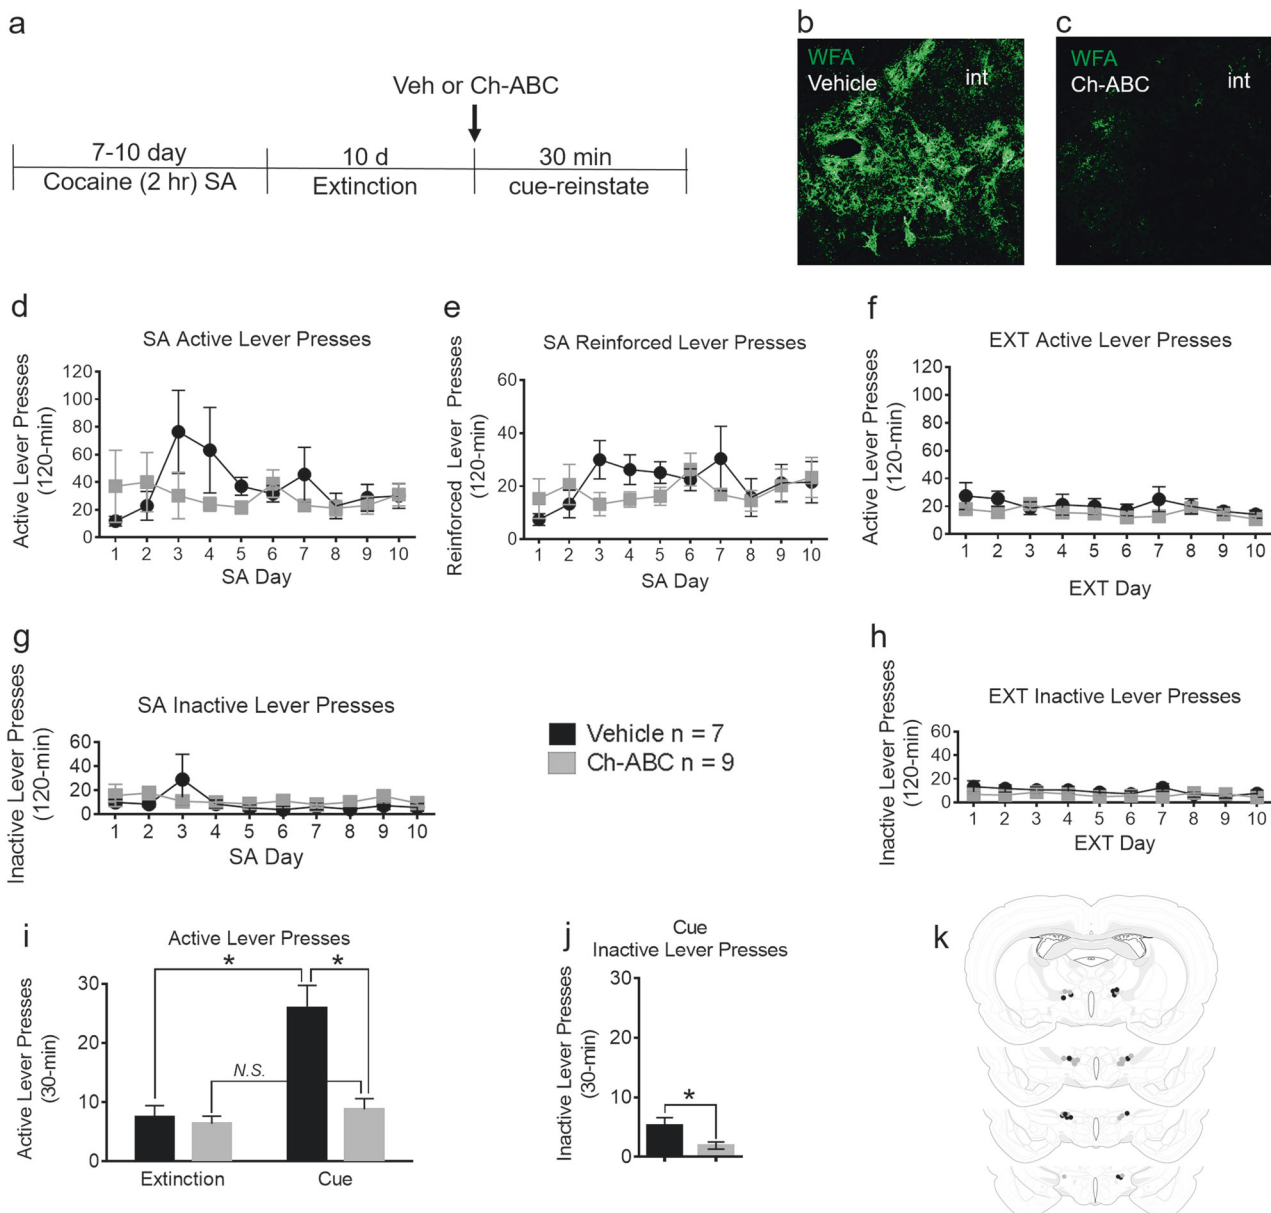 a
Veh or Ch-ABC
7-10 day
10 d
30 min
Cocaine (2 hr) SA
Extinction
cue-reinstate
b
WFA
Vehicle
int
c
WFA
Ch-ABC
int
d
SA Active Lever Presses
Active Lever Presses
(120-min)
120
100
80
60
40
20
0
1 2 3 4 5 6 7 8 9 10
SA Day
e
SA Reinforced Lever Presses
Reinforced Lever Presses
(120-min)
60
40
20
0
1 2 3 4 5 6 7 8 9 10
SA Day
f
EXT Active Lever Presses
Active Lever Presses
(120-min)
120
100
80
60
40
20
0
1 2 3 4 5 6 7 8 9 10
EXT Day
g
SA Inactive Lever Presses
Inactive Lever Presses
(120-min)
60
40
20
0
1 2 3 4 5 6 7 8 9 10
SA Day
Vehicle n = 7
Ch-ABC n = 9
h
EXT Inactive Lever Presses
Inactive Lever Presses
(120-min)
60
40
20
0
1 2 3 4 5 6 7 8 9 10
EXT Day
i
Active Lever Presses
Active Lever Presses
(30-min)
30
20
10
0
*
*
N.S.
Extinction
Cue
j
Cue
Inactive Lever Presses
Inactive Lever Presses
(30-min)
30
20
10
0
*
k